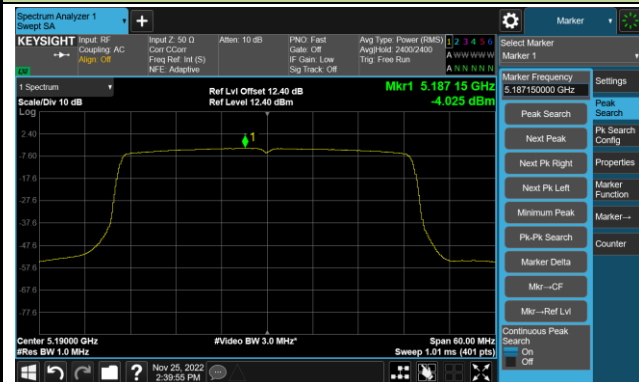 Spectrum Analyzer 1
Swept SA
+
Marker
KEYSIGHT
Input: RF
Coupling: AC
Align: Off
Input Z: 50 Ω
Corr CCorr
Freq Ref: Int (S)
NFE: Adaptive
Atten: 10 dB
PNO: Fast
Gate: Off
IF Gain: Low
Sig Track: Off
Avg Type: Power (RMS)
Avg|Hold: 2400/2400
Trig: Free Run
1 2 3 4 5 6
A W W W W W
A N N N N N
LXI
Select Marker
Marker 1
1 Spectrum
Scale/Div 10 dB
Log
Ref Lvl Offset 12.40 dB
Ref Level 12.40 dBm
Mkr1 5.187 15 GHz
-4.025 dBm
2.40
-7.60
-17.6
-27.6
-37.6
-47.6
-57.6
-67.6
-77.6
1
Center 5.19000 GHz
#Res BW 1.0 MHz
#Video BW 3.0 MHz*
Span 60.00 MHz
Sweep 1.01 ms (401 pts)
Marker Frequency
5.187150000 GHz
Peak Search
Next Peak
Next Pk Right
Next Pk Left
Minimum Peak
Pk-Pk Search
Marker Delta
Mkr→CF
Mkr→Ref Lvl
Continuous Peak
Search
On
Off
Settings
Peak
Search
Pk Search
Config
Properties
Marker
Function
Marker→
Counter
?
Nov 25, 2022
2:39:55 PM